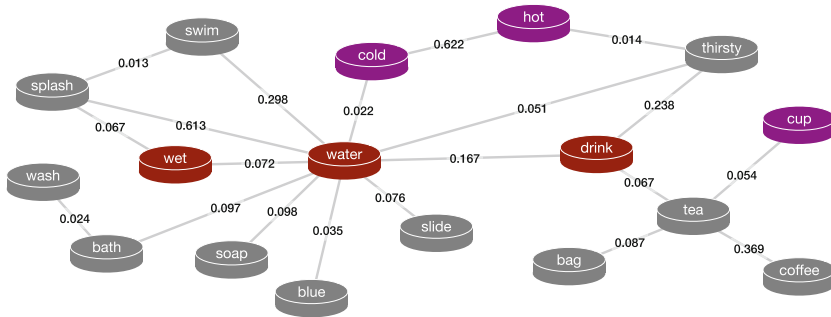 hot
swim
cold
0.622
0.014
thirsty
0.013
splash
0.298
0.022
0.051
0.238
cup
0.067
0.613
wet
0.072
water
0.167
drink
wash
0.076
0.067
0.054
0.024
0.097
0.098
tea
bath
soap
0.035
slide
0.087
0.369
bag
coffee
blue